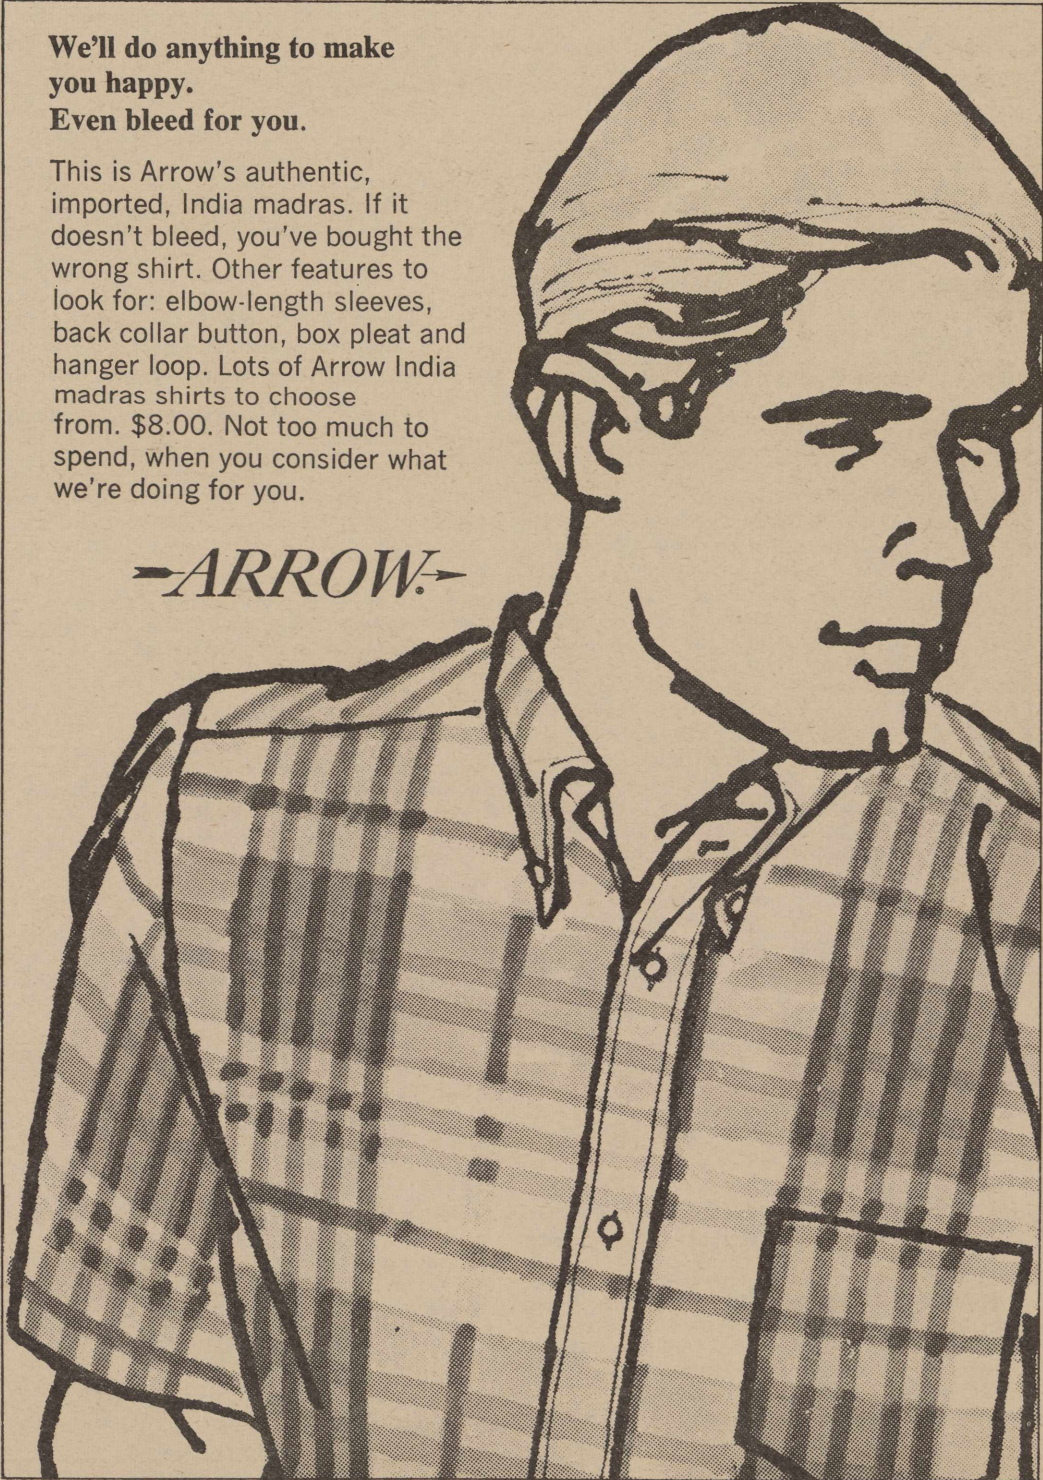 We'll do anything to make
you happy.
Even bleed for you.
This is Arrow's authentic,
imported, India madras. If it
doesn't bleed, you've bought the
wrong shirt. Other features to
look for: elbow-length sleeves,
back collar button, box pleat and
hanger loop. Lots of Arrow India
madras shirts to choose
from. $8.00. Not too much to
spend, when you consider what
we're doing for you.
ARROW.